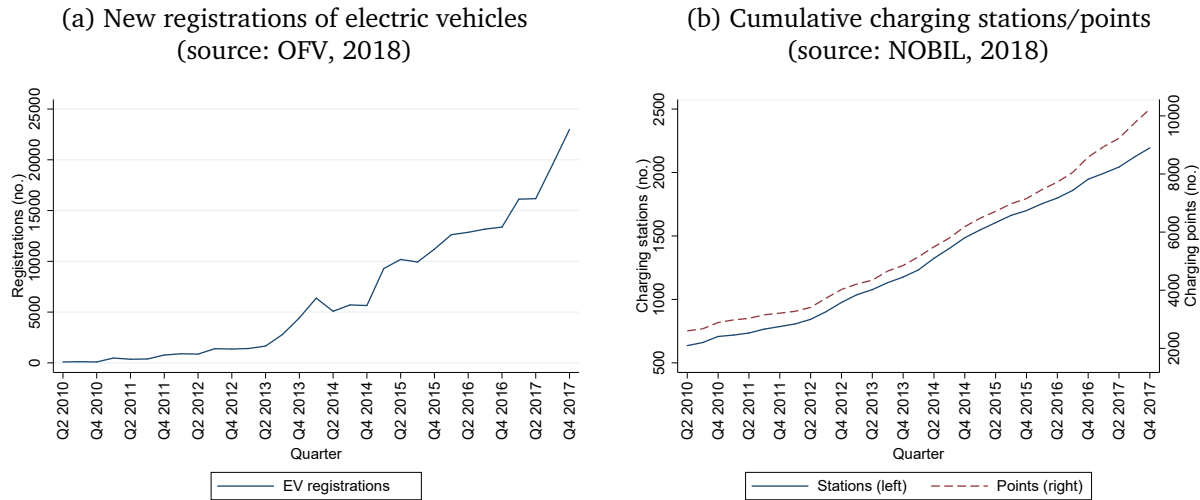 (a) New registrations of electric vehicles
(source: OFV, 2018)
Registrations (no.)
25000
20000
15000
10000
5000
0
Q2 2010
Q4 2010
Q2 2011
Q4 2011
Q2 2012
Q4 2012
Q2 2013
Q4 2013
Q2 2014
Q4 2014
Q2 2015
Q4 2015
Q2 2016
Q4 2016
Q2 2017
Q4 2017
Quarter
EV registrations
(b) Cumulative charging stations/points
(source: NOBIL, 2018)
Charging stations (no.)
2500
2000
1500
1000
500
Charging points (no.)
10000
8000
6000
4000
2000
Q2 2010
Q4 2010
Q2 2011
Q4 2011
Q2 2012
Q4 2012
Q2 2013
Q4 2013
Q2 2014
Q4 2014
Q2 2015
Q4 2015
Q2 2016
Q4 2016
Q2 2017
Q4 2017
Quarter
Stations (left)
Points (right)